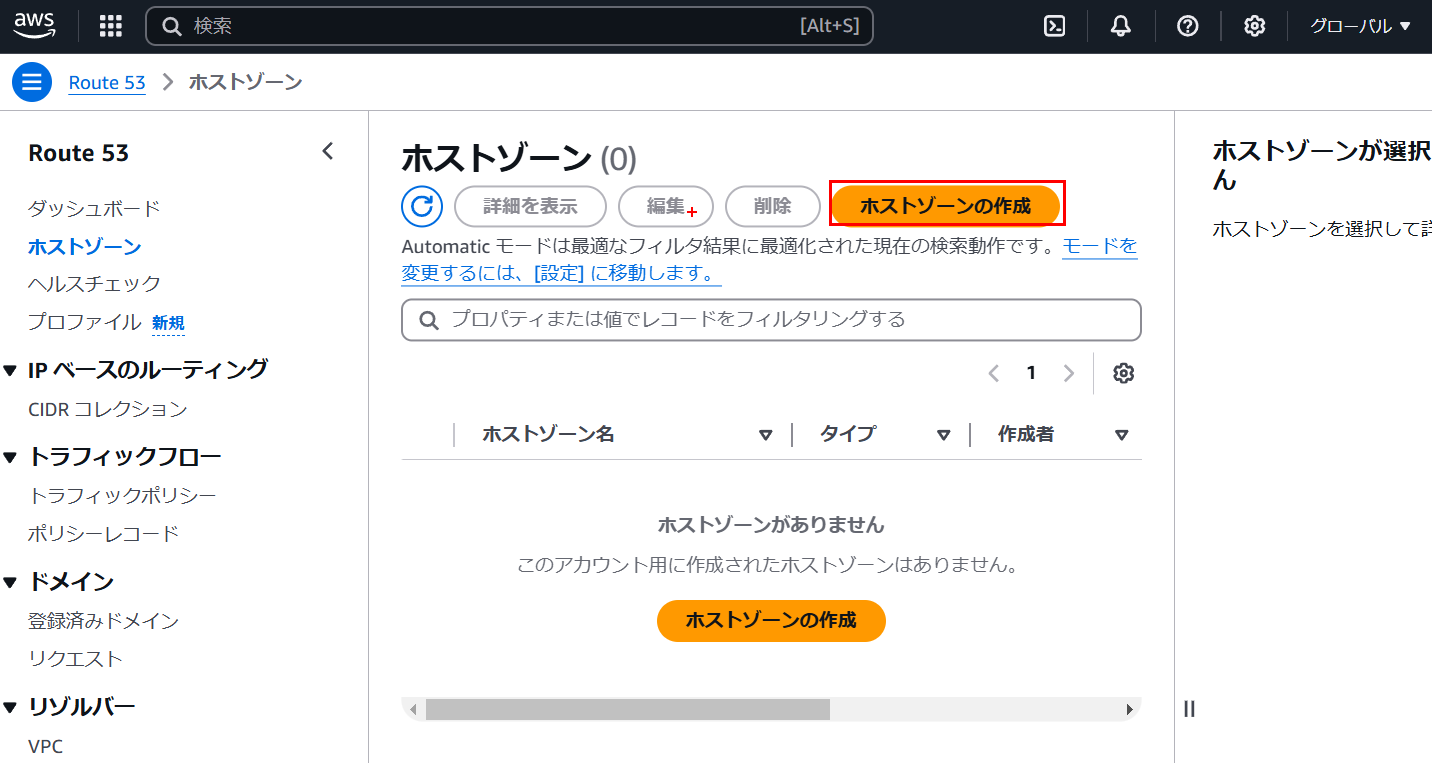 aws
検索
[Alt+S]
グローバル
Route 53
ホストゾーン
Route 53
ダッシュボード
ホストゾーン
ヘルスチェック
プロファイル 新規
IP ベースのルーティング
CIDR コレクション
トラフィックフロー
トラフィックポリシー
ポリシーレコード
ドメイン
登録済みドメイン
リクエスト
リゾルバー
VPC
ホストゾーン (0)
詳細を表示
編集
削除
ホストゾーンの作成
Automatic モードは最適なフィルタ結果に最適化された現在の検索動作です。モードを
変更するには、[設定] に移動します。
プロパティまたは値でレコードをフィルタリングする
1
ホストゾーン名
タイプ
作成者
ホストゾーンがありません
このアカウント用に作成されたホストゾーンはありません。
ホストゾーンの作成
ホストゾーンが選択
ん
ホストゾーンを選択して